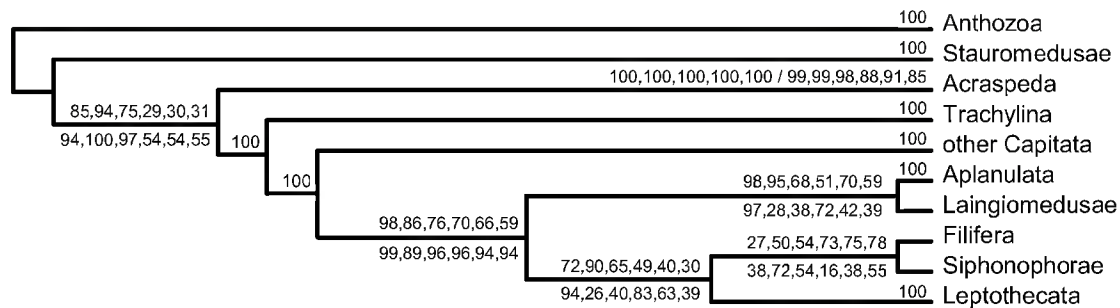 100 Anthozoa
100 Stauromedusae
100,100,100,100,100 / 99,99,98,88,91,85 Acraspeda
85,94,75,29,30,31
100 Trachylina
94,100,97,54,54,55
100
100 other Capitata
100
98,95,68,51,70,59
100 Aplanulata
97,28,38,72,42,39
Laingiomedusae
98,86,76,70,66,59
99,89,96,96,94,94
27,50,54,73,75,78
Filifera
72,90,65,49,40,30
38,72,54,16,38,55
Siphonophorae
94,26,40,83,63,39
100 Leptothecata